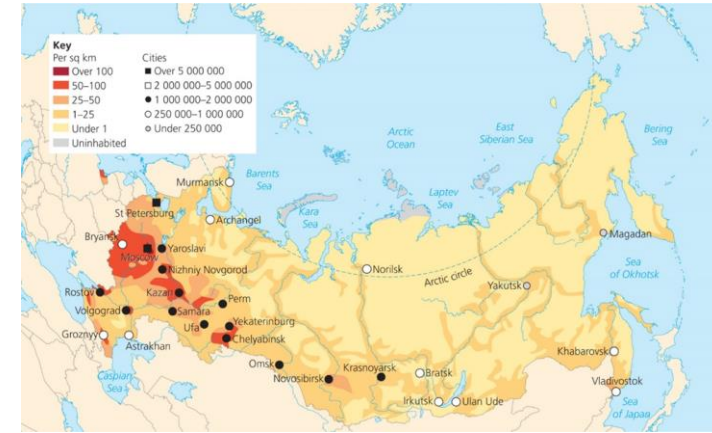 Key
Per sq km
Over 100
50–100
25–50
1–25
Under 1
Uninhabited
Cities
Over 5 000 000
2 000 000–5 000 000
1 000 000–2 000 000
250 000–1 000 000
Under 250 000
Arctic
Ocean
East
Siberian Sea
Bering
Sea
Barents
Sea
Kara
Sea
Laptev
Sea
Murmansk
St Petersburg
Archangel
Bryansk
Moscow
Yaroslavi
Nizhniy Novgorod
Norilsk
Arctic circle
Yakutsk
Magadan
Sea
of Okhotsk
Rostov
Kazan
Perm
Volgograd
Samara
Ufa
Yekaterinburg
Chelyabinsk
Groznyy
Astrakhan
Caspian
Sea
Omsk
Novosibirsk
Krasnoyarsk
Bratsk
Irkutsk
Ulan Ude
Khabarovsk
Vladivostok
Sea
of Japan